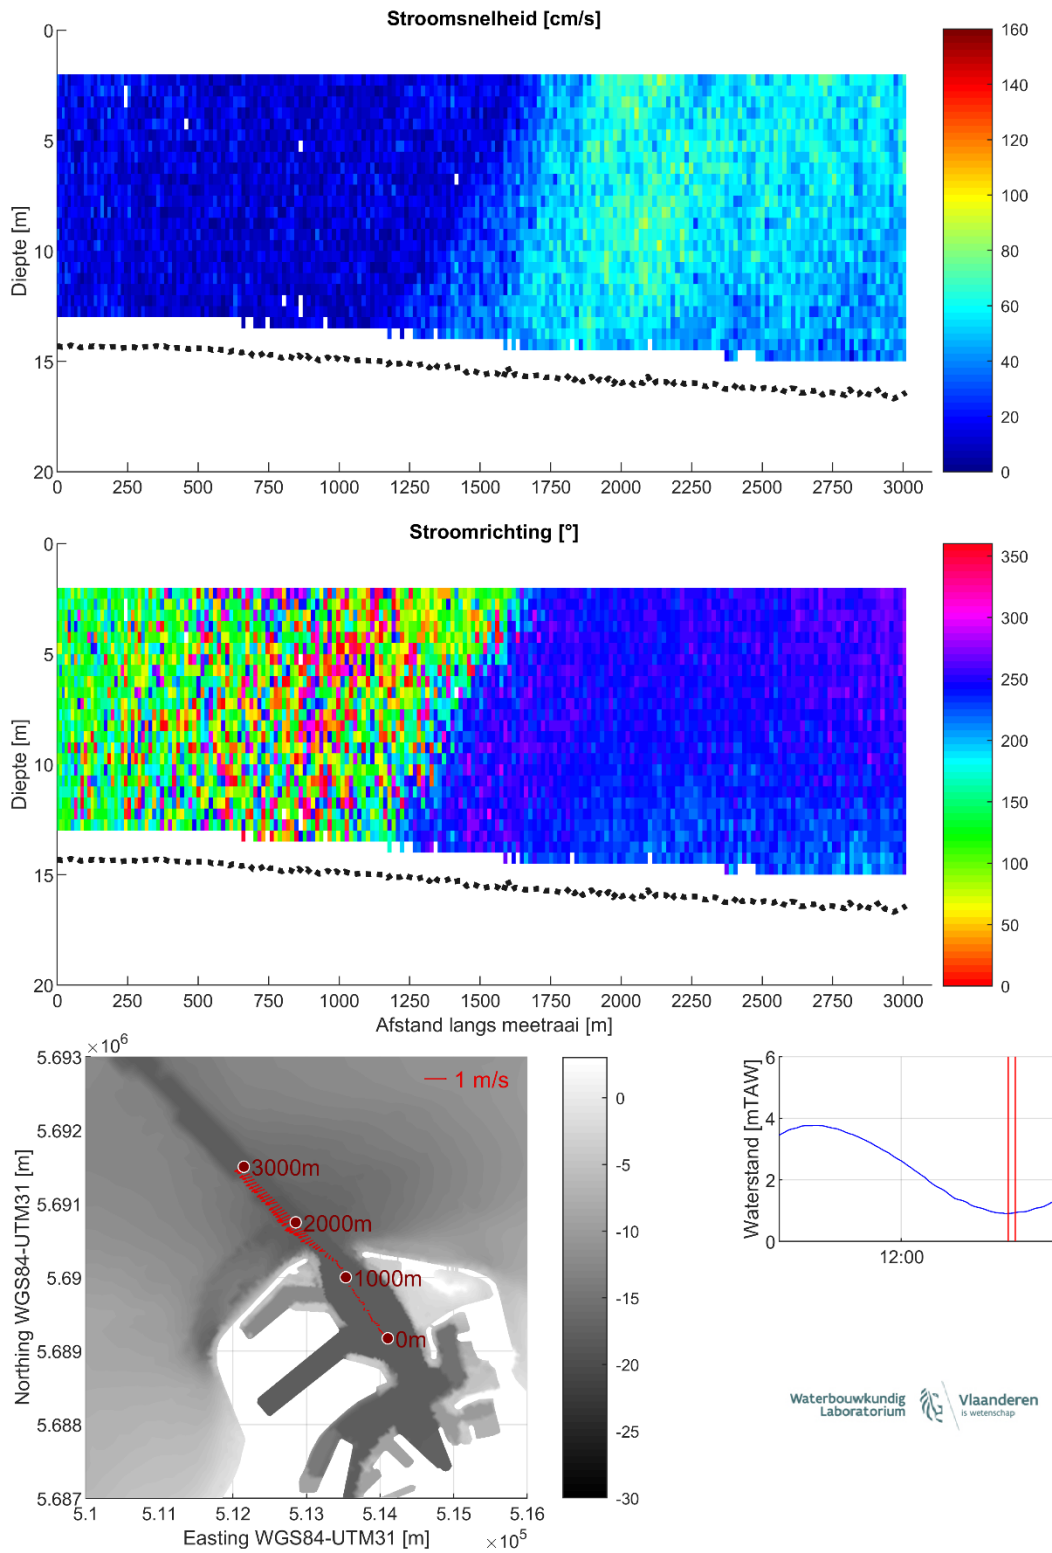 Stroomsnelheid [cm/s]
0
5
10
15
20
Diepte [m]
0 250 500 750 1000 1250 1500 1750 2000 2250 2500 2750 3000
160
140
120
100
80
60
40
20
0
Stroomrichting [°]
0
5
10
15
20
Diepte [m]
0 250 500 750 1000 1250 1500 1750 2000 2250 2500 2750 3000
Afstand langs meetraai [m]
350
300
250
200
150
100
50
0
×10⁶
5.693
5.692
5.691
5.69
5.689
5.688
5.687
Northing WGS84-UTM31 [m]
1 m/s
3000m
2000m
1000m
0m
5.1 5.12 5.13 5.14 5.15 5.16
Easting WGS84-UTM31 [m]
×10⁵
0
-5
-10
-15
-20
-25
-30
Waterstand [mTAW]
6
4
2
0
12:00
Waterbouwkundig
Laboratorium
Vlaanderen
is wetenschap